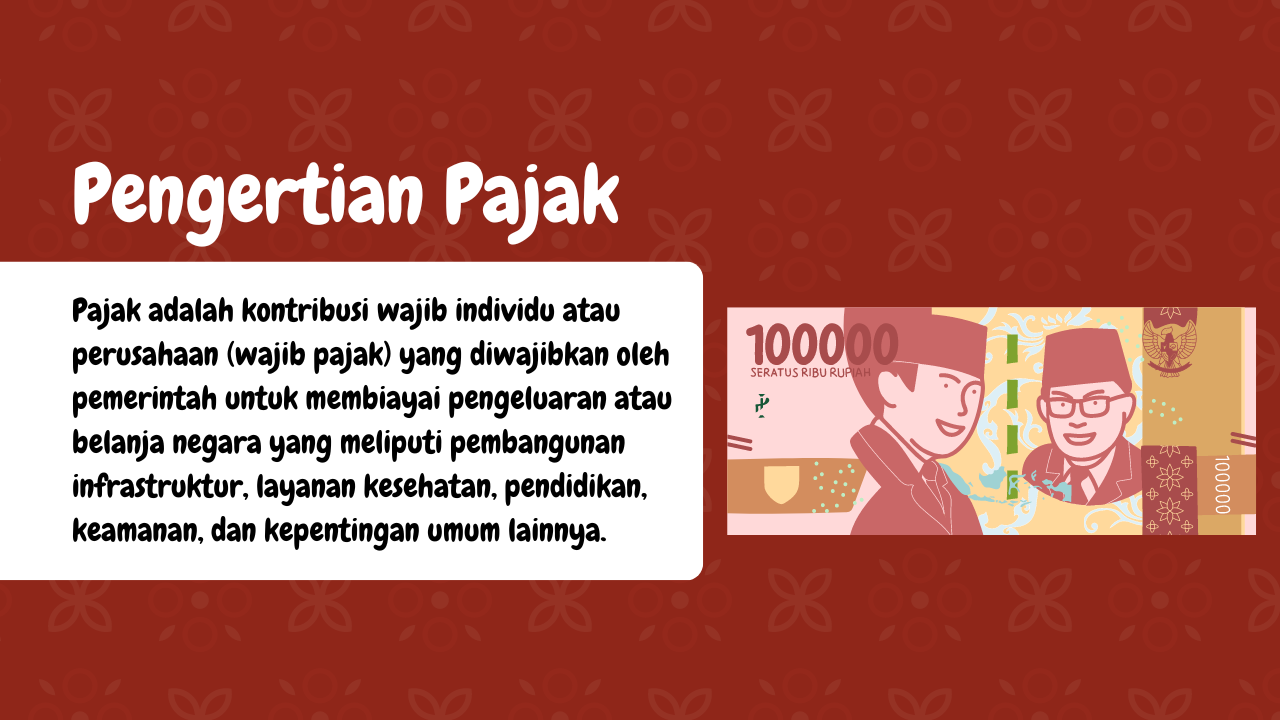 Pengertian Pajak
Pajak adalah kontribusi wajib individu atau
perusahaan (wajib pajak) yang diwajibkan oleh
pemerintah untuk membiayai pengeluaran atau
belanja negara yang meliputi pembangunan
infrastruktur, layanan kesehatan, pendidikan,
keamanan, dan kepentingan umum lainnya.
100000
SERATUS RIBU RUPIAH
100000